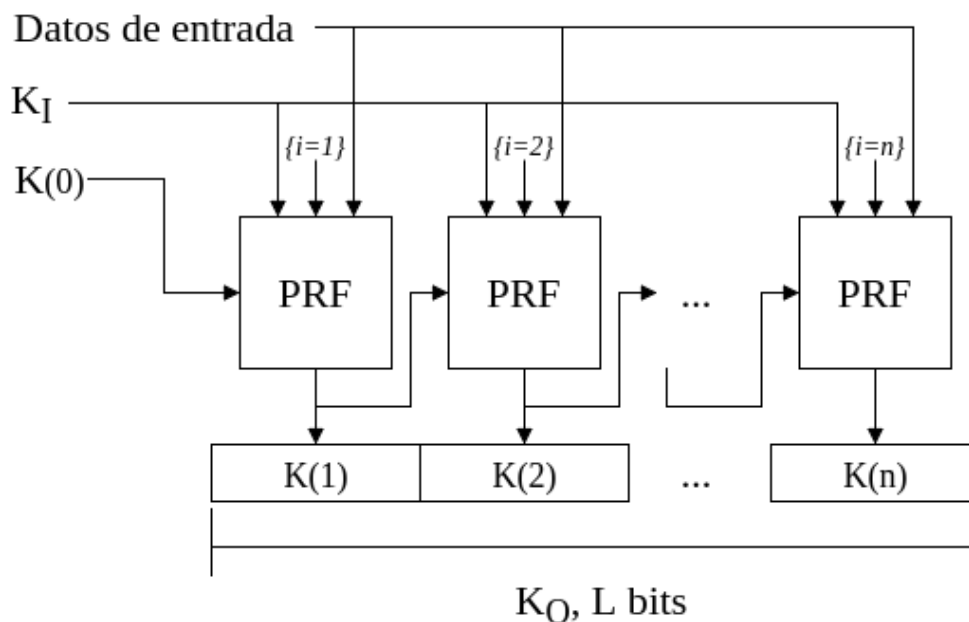 Datos de entrada
K_I
{i=1} {i=2} {i=n}
K(0)
PRF PRF ... PRF
K(1) K(2) ... K(n)
K_O, L bits